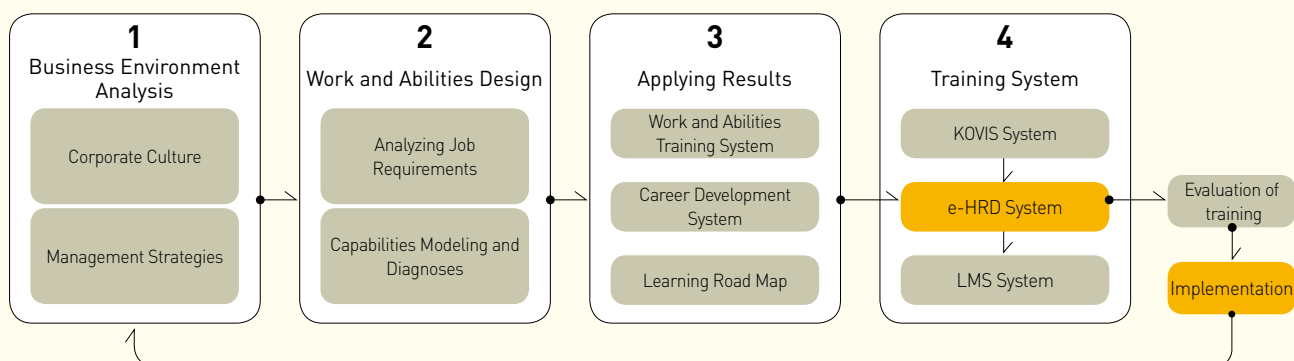 1
Business Environment
Analysis
Corporate Culture
Management Strategies
2
Work and Abilities Design
Analyzing Job
Requirements
Capabilities Modeling and
Diagnoses
3
Applying Results
Work and Abilities
Training System
Career Development
System
Learning Road Map
4
Training System
KOVIS System
e-HRD System
LMS System
Evaluation of
training
Implementation